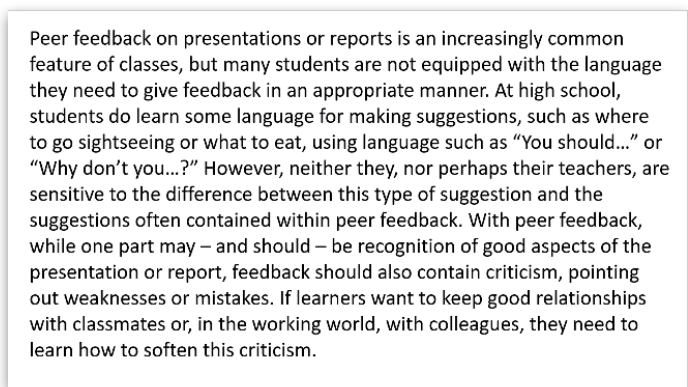 Peer feedback on presentations or reports is an increasingly common
feature of classes, but many students are not equipped with the language
they need to give feedback in an appropriate manner. At high school,
students do learn some language for making suggestions, such as where
to go sightseeing or what to eat, using language such as “You should…” or
“Why don’t you…?” However, neither they, nor perhaps their teachers, are
sensitive to the difference between this type of suggestion and the
suggestions often contained within peer feedback. With peer feedback,
while one part may – and should – be recognition of good aspects of the
presentation or report, feedback should also contain criticism, pointing
out weaknesses or mistakes. If learners want to keep good relationships
with classmates or, in the working world, with colleagues, they need to
learn how to soften this criticism.